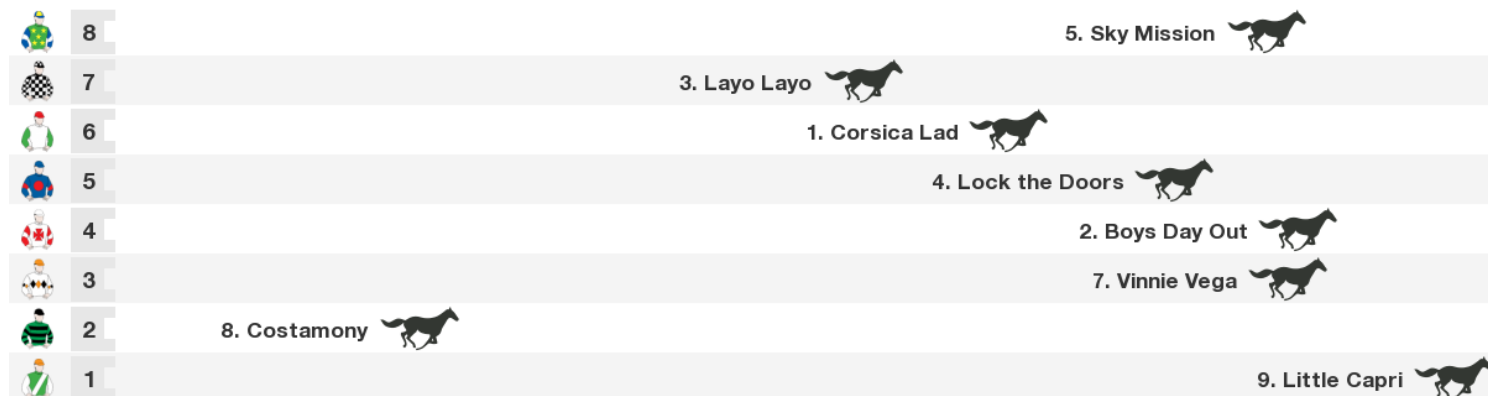 8 5. Sky Mission
7 3. Layo Layo
6 1. Corsica Lad
5 4. Lock the Doors
4 2. Boys Day Out
3 7. Vinnie Vega
2 8. Costamony
1 9. Little Capri